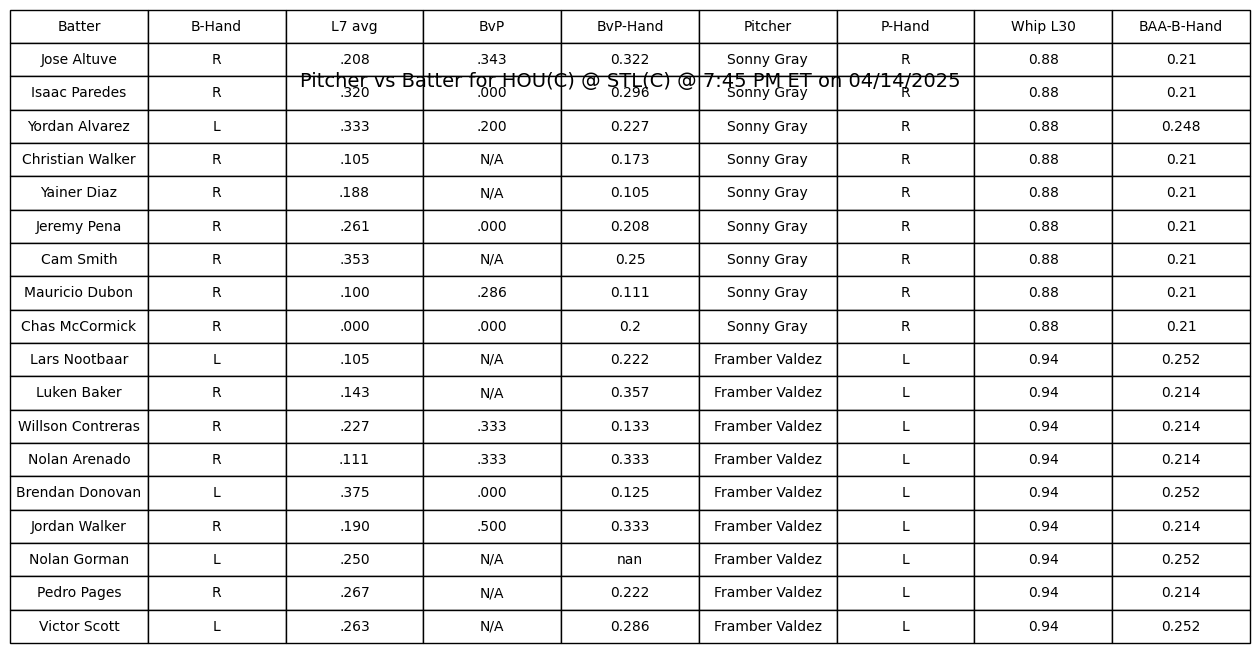 Batter B-Hand L7 avg BvP BvP-Hand Pitcher P-Hand Whip L30 BAA-B-Hand
Jose Altuve R .208 .343 0.322 Sonny Gray R 0.88 0.21
Pitcher vs Batter for HOU(C) @ STL(C) @ 7:45 PM ET on 04/14/2025
Isaac Paredes R .320 .000 0.296 Sonny Gray R 0.88 0.21
Yordan Alvarez L .333 .200 0.227 Sonny Gray R 0.88 0.248
Christian Walker R .105 N/A 0.173 Sonny Gray R 0.88 0.21
Yainer Diaz R .188 N/A 0.105 Sonny Gray R 0.88 0.21
Jeremy Pena R .261 .000 0.208 Sonny Gray R 0.88 0.21
Cam Smith R .353 N/A 0.25 Sonny Gray R 0.88 0.21
Mauricio Dubon R .100 .286 0.111 Sonny Gray R 0.88 0.21
Chas McCormick R .000 .000 0.2 Sonny Gray R 0.88 0.21
Lars Nootbaar L .105 N/A 0.222 Framber Valdez L 0.94 0.252
Luken Baker R .143 N/A 0.357 Framber Valdez L 0.94 0.214
Willson Contreras R .227 .333 0.133 Framber Valdez L 0.94 0.214
Nolan Arenado R .111 .333 0.333 Framber Valdez L 0.94 0.214
Brendan Donovan L .375 .000 0.125 Framber Valdez L 0.94 0.252
Jordan Walker R .190 .500 0.333 Framber Valdez L 0.94 0.214
Nolan Gorman L .250 N/A nan Framber Valdez L 0.94 0.252
Pedro Pages R .267 N/A 0.222 Framber Valdez L 0.94 0.214
Victor Scott L .263 N/A 0.286 Framber Valdez L 0.94 0.252